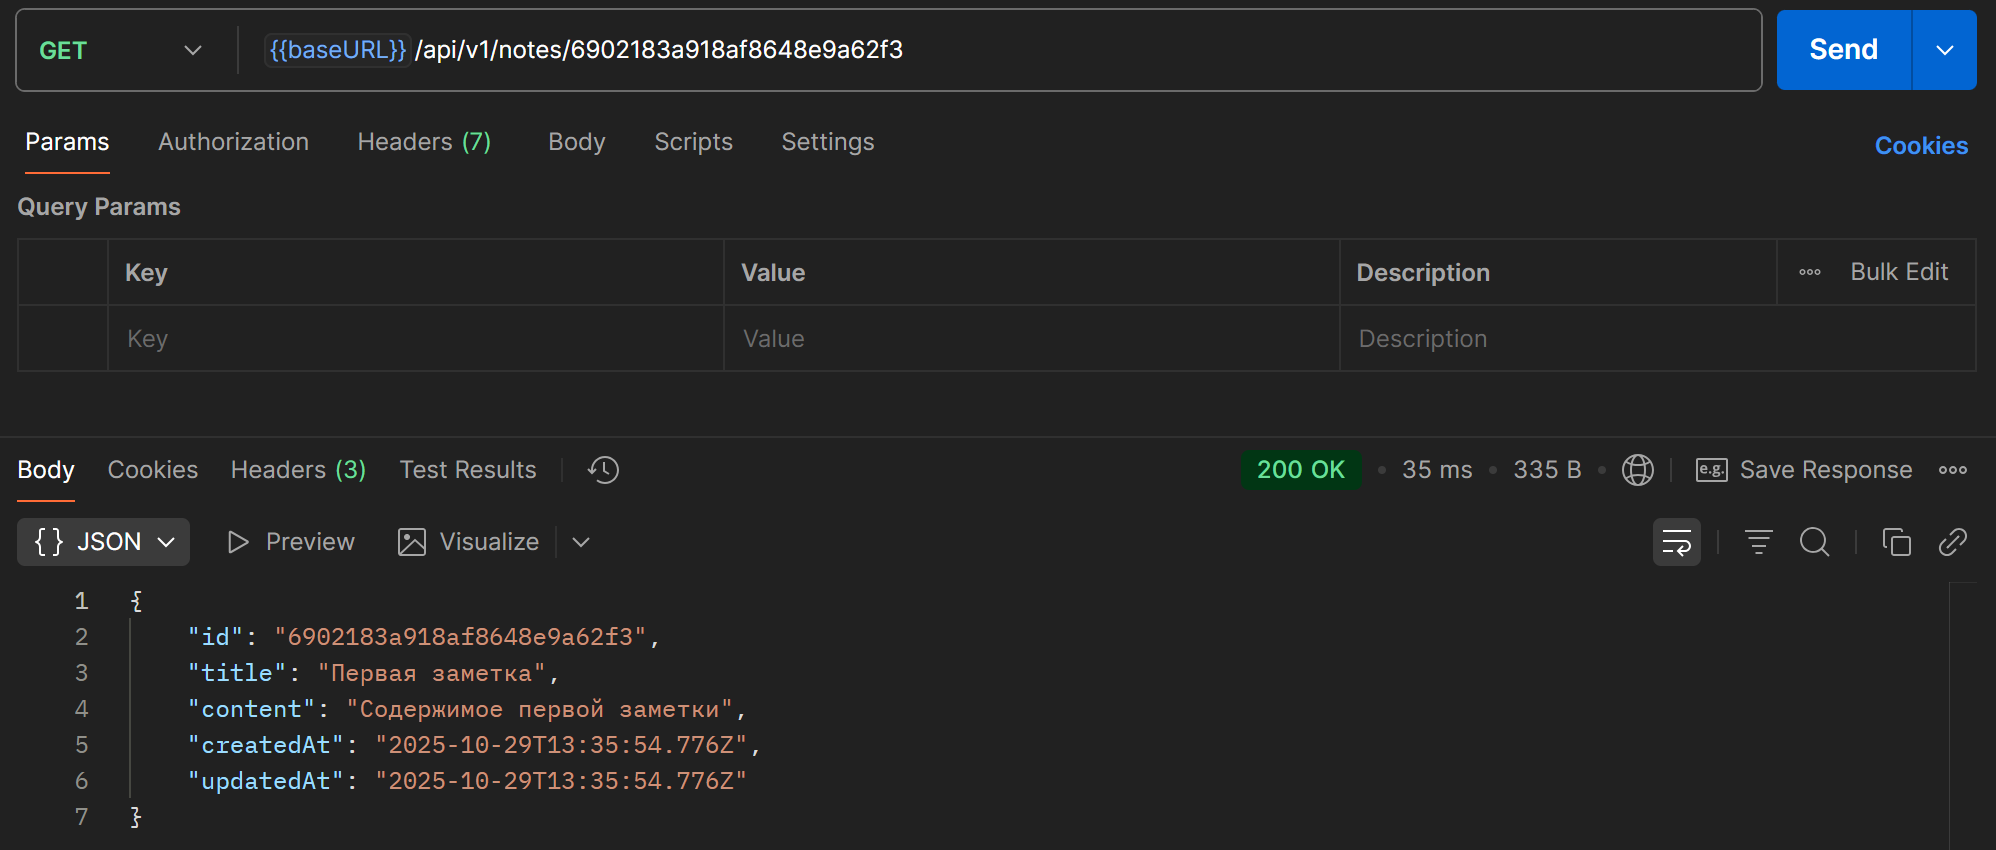 GET {{baseURL}} /api/v1/notes/6902183a918af8648e9a62f3 Send
Params Authorization Headers (7) Body Scripts Settings Cookies
Query Params
Key Value Description Bulk Edit
Key Value Description
Body Cookies Headers (3) Test Results 200 OK • 35 ms • 335 B • e.g. Save Response
{} JSON Preview Visualize
1 {
2 "id": "6902183a918af8648e9a62f3",
3 "title": "Первая заметка",
4 "content": "Содержимое первой заметки",
5 "createdAt": "2025-10-29T13:35:54.776Z",
6 "updatedAt": "2025-10-29T13:35:54.776Z"
7 }